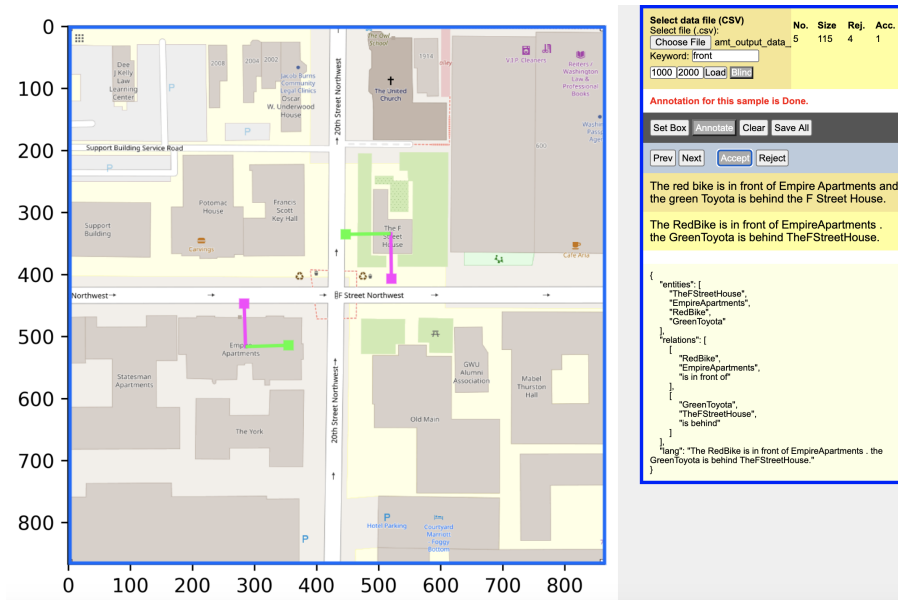 0
100
200
300
400
500
600
700
800
0 100 200 300 400 500 600 700 800
School
Dee
J Kelly
Law
Learning
Center
P
2008
2004
2002
Jacob Burns
Community
Legal Clinics
Oscar
W. Underwood
House
P
P
20th Street Northwest
The United
Church
1914
V.I.P. Cleaners
Reiters
Washington
Law &
Professional
Books
Support Building Service Road
Potomac
House
Francis
Scott
Key Hall
Support
Building
Carvings
The F
Street
House
Cafe Aria
Northwest→
F Street Northwest
Apartments
Statesman
Apartments
The York
20th Street Northwest
GWU
Alumni
Association
Mabel
Thurston
Hall
Old Main
P
Hotel Parking
Courtyard
Marriott
Foggy
Bottom
P
Select data file (CSV)
Select file (.csv):
Choose File amt_output_data_
Keyword: front
1000 2000 Load Blind
No. Size Rej. Acc.
5 115 4 1
Annotation for this sample is Done.
Set Box Annotate Clear Save All
Prev Next Accept Reject
The red bike is in front of Empire Apartments and
the green Toyota is behind the F Street House.
The RedBike is in front of EmpireApartments .
the GreenToyota is behind TheFStreetHouse.
{
"entities": [
"TheFStreetHouse",
"EmpireApartments",
"RedBike",
"GreenToyota"
],
"relations": [
[
"RedBike",
"EmpireApartments",
"is in front of"
],
[
"GreenToyota",
"TheFStreetHouse",
"is behind"
]
],
"lang": "The RedBike is in front of EmpireApartments . the
GreenToyota is behind TheFStreetHouse."
}